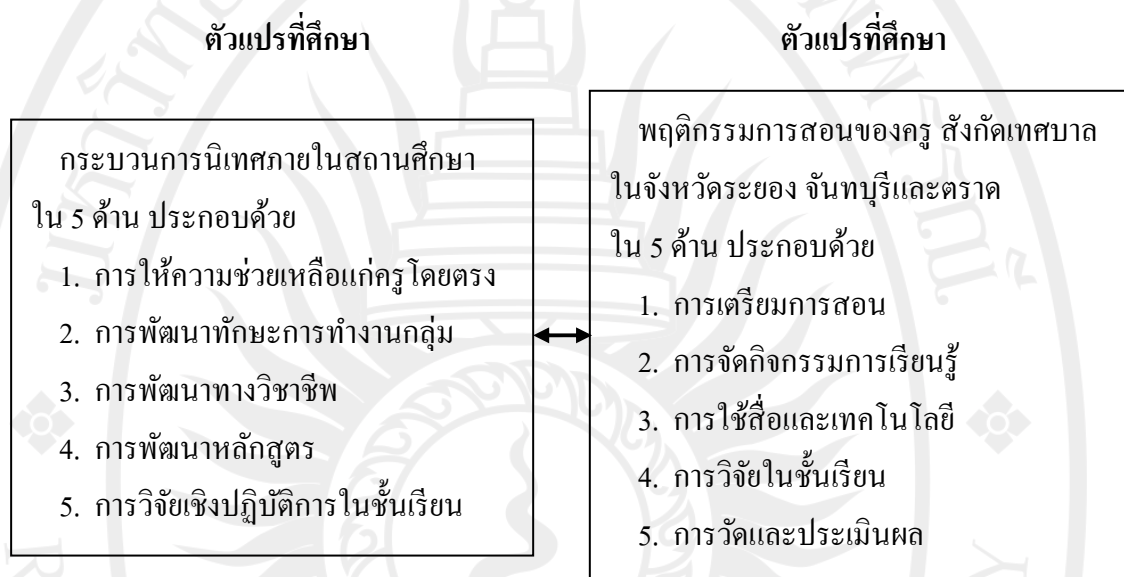 ตัวแปรที่ศึกษา
กระบวนการนิเทศภายในสถานศึกษา
ใน 5 ด้าน ประกอบด้วย
1. การให้ความช่วยเหลือแก่ครูโดยตรง
2. การพัฒนาทักษะการทำงานกลุ่ม
3. การพัฒนาทางวิชาชีพ
4. การพัฒนาหลักสูตร
5. การวิจัยเชิงปฏิบัติการในชั้นเรียน
ตัวแปรที่ศึกษา
พฤติกรรมการสอนของครู สังกัดเทศบาล
ในจังหวัดระยอง จันทบุรีและตราด
ใน 5 ด้าน ประกอบด้วย
1. การเตรียมการสอน
2. การจัดกิจกรรมการเรียนรู้
3. การใช้สื่อและเทคโนโลยี
4. การวิจัยในชั้นเรียน
5. การวัดและประเมินผล